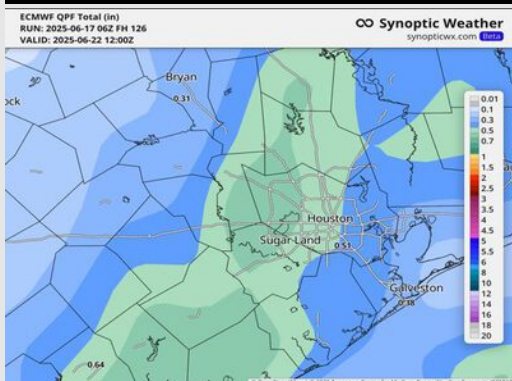 ECMWF QPF Total (in)
RUN: 2025-06-17 06Z FH 126
VALID: 2025-06-22 12:00Z
Synoptic Weather
synopticwx.com Beta
Bryan
0.31
ock
Houston
0.51
Sugar Land
Galveston
0.38
0.64
0.01
0.1
0.3
0.5
0.7
1
1.5
2
2.5
3
3.5
4
4.5
5
5.5
6
8
10
12
14
16
18
20